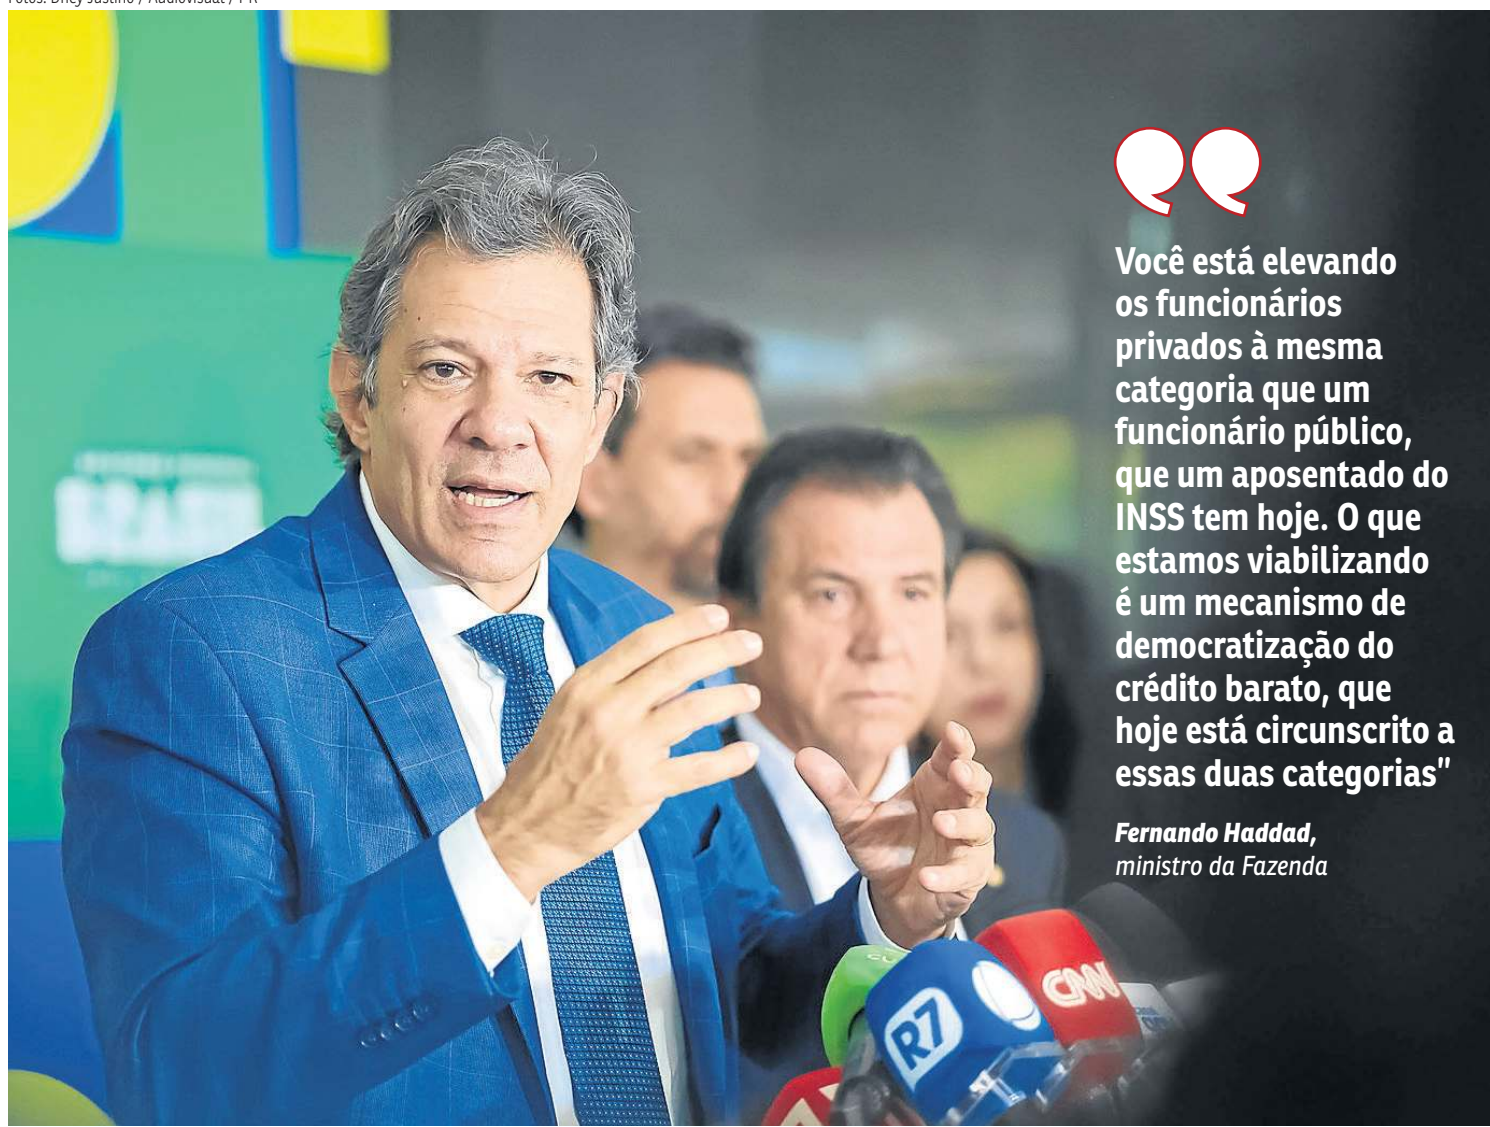 Você está elevando
os funcionários
privados à mesma
categoria que um
funcionário público,
que um aposentado do
INSS tem hoje. O que
estamos viabilizando
é um mecanismo de
democratização do
crédito barato, que
hoje está circunscrito a
essas duas categorias"
Fernando Haddad,
ministro da Fazenda
BRASIL
R7
CNN